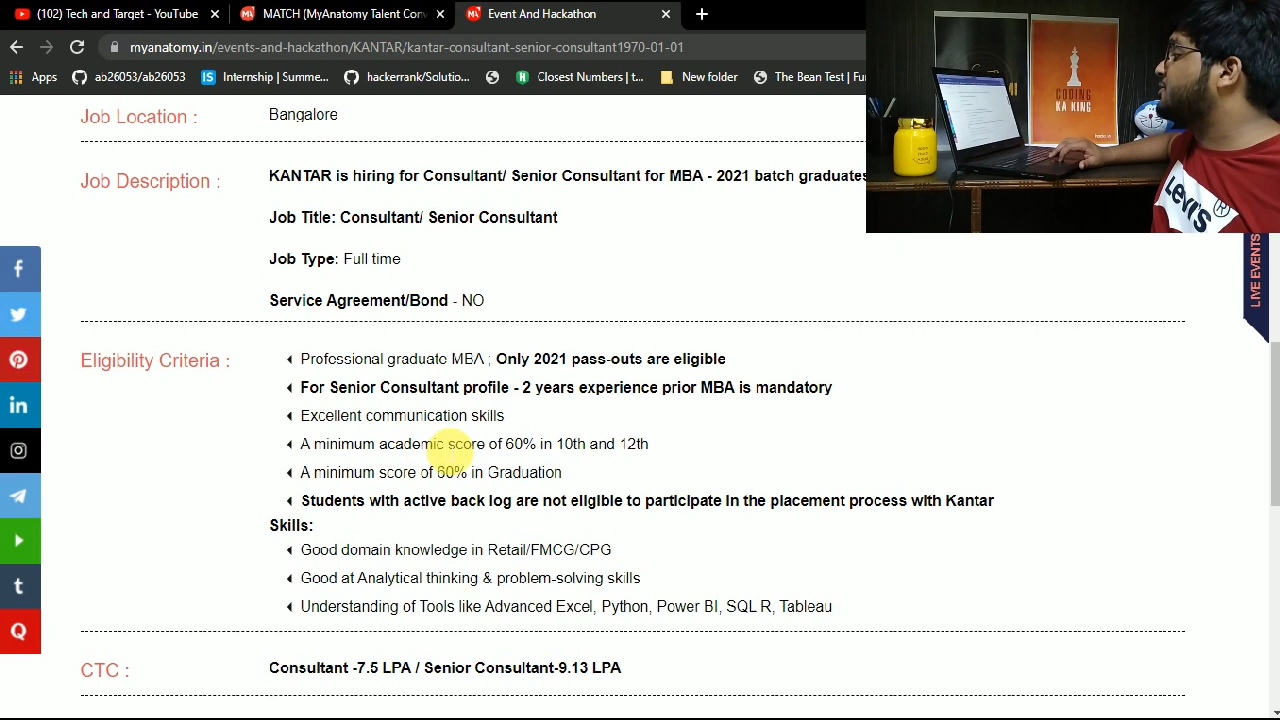 (102) Tech and Target - YouTube
MATCH (MyAnatomy Talent Con
Event And Hackathon
myanatomy.in/events-and-hackathon/KANTAR/kantar-consultant-senior-consultant1970-01-01
Apps
ab26053/ab26053
Internship | Summe...
hackerrank/Solutio...
Closest Numbers | t...
New folder
The Bean Test | Fu
CODING
KA KING
LEVI'S
Job Location :
Bangalore
Job Description :
KANTAR is hiring for Consultant/ Senior Consultant for MBA - 2021 batch graduates
Job Title: Consultant/ Senior Consultant
Job Type: Full time
Service Agreement/Bond - NO
LIVE EVENTS
Eligibility Criteria :
Professional graduate MBA ; Only 2021 pass-outs are eligible
For Senior Consultant profile - 2 years experience prior MBA is mandatory
Excellent communication skills
A minimum academic score of 60% in 10th and 12th
A minimum score of 60% in Graduation
Students with active back log are not eligible to participate in the placement process with Kantar
Skills:
Good domain knowledge in Retail/FMCG/CPG
Good at Analytical thinking & problem-solving skills
Understanding of Tools like Advanced Excel, Python, Power BI, SQL R, Tableau
CTC :
Consultant -7.5 LPA / Senior Consultant-9.13 LPA